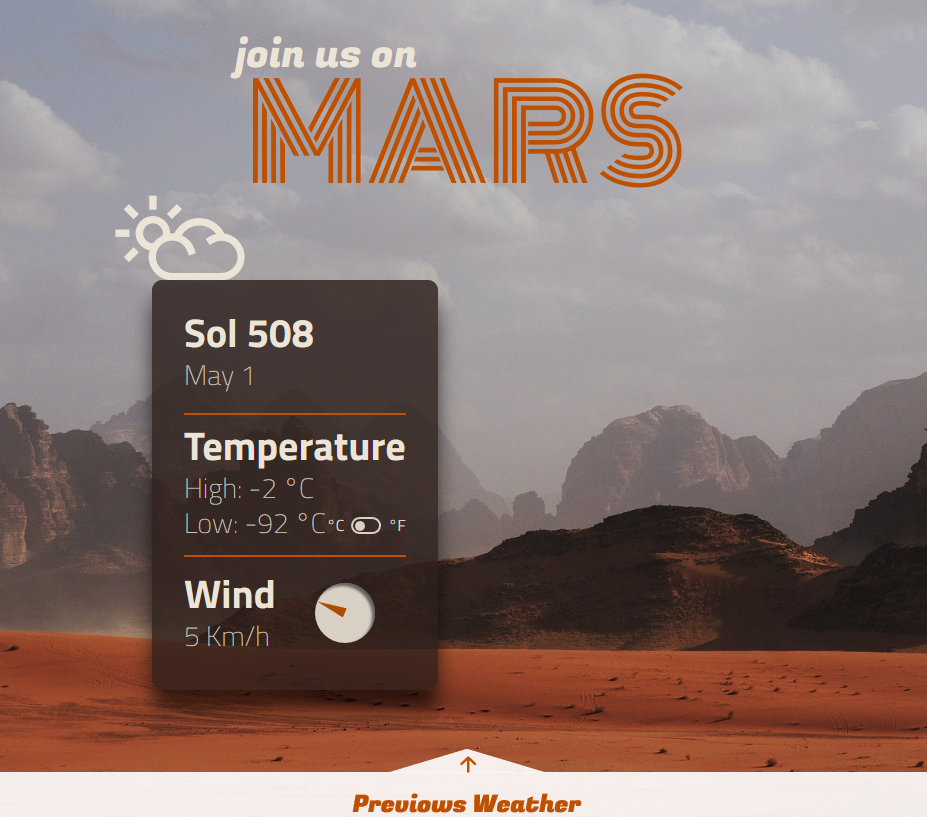 join us on
MARS
Sol 508
May 1
Temperature
High: -2 °C
Low: -92 °C °C °F
Wind
5 Km/h
Previous Weather